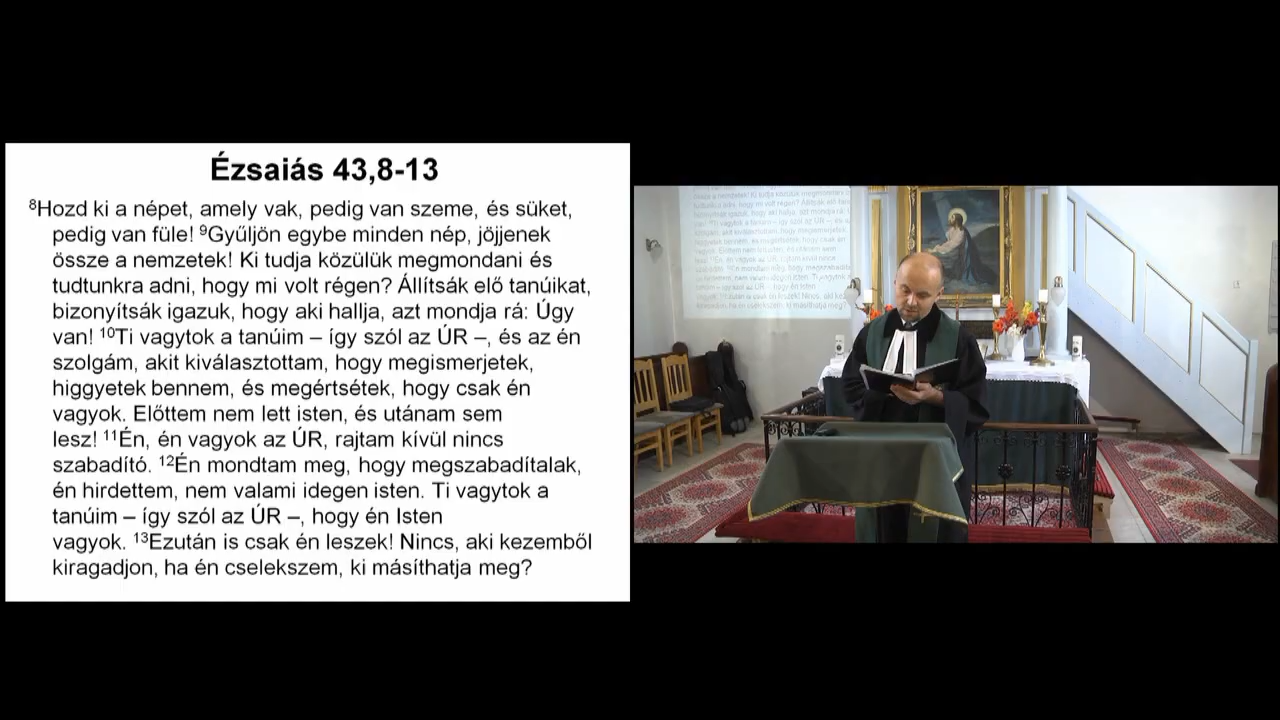 Ézsaiás 43,8-13
⁸Hozd ki a népet, amely vak, pedig van szeme, és süket,
pedig van füle! ⁹Gyűljön egybe minden nép, jöjjenek
össze a nemzetek! Ki tudja közülük megmondani és
tudtunkra adni, hogy mi volt régen? Állítsák elő tanúikat,
bizonyítsák igazuk, hogy aki hallja, azt mondja rá: Úgy
van! ¹⁰Ti vagytok a tanúim – így szól az ÚR –, és az én
szolgám, akit kiválasztottam, hogy megismerjetek,
higgyetek bennem, és megértsétek, hogy csak én
vagyok. Előttem nem lett isten, és utánam sem
lesz! ¹¹Én, én vagyok az ÚR, rajtam kívül nincs
szabadító. ¹²Én mondtam meg, hogy megszabadítalak,
én hirdettem, nem valami idegen isten. Ti vagytok a
tanúim – így szól az ÚR –, hogy én Isten
vagyok. ¹³Ezután is csak én leszek! Nincs, aki kezemből
kiragadjon, ha én cselekszem, ki másíthatja meg?